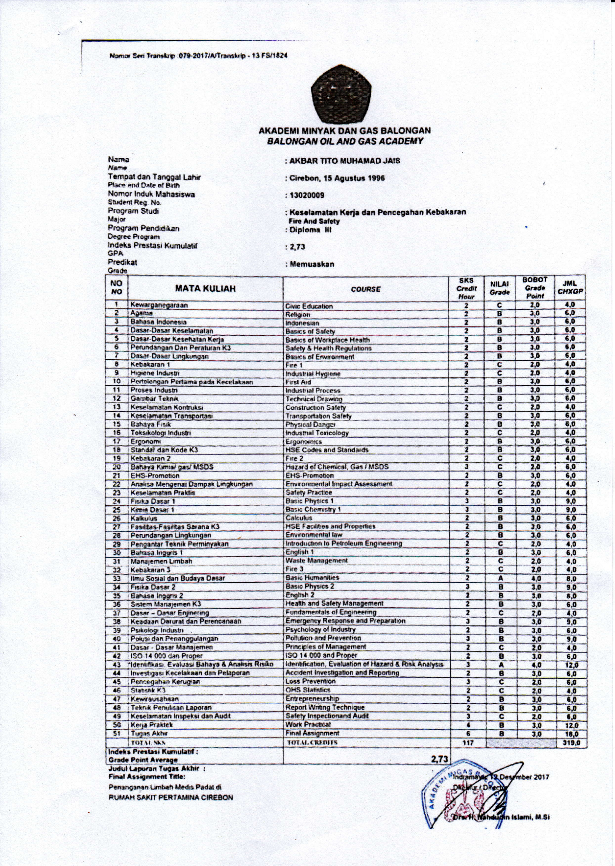 Nomor Seri Transkrip 079-2017/A/Transkrip - 13 FS/1824
AKADEMI MINYAK DAN GAS BALONGAN
BALONGAN OIL AND GAS ACADEMY
Nama : AKBAR TITO MUHAMAD JAIS
Name
Tempat dan Tanggal Lahir : Cirebon, 15 Agustus 1996
Place and Date of Birth
Nomor Induk Mahasiswa : 13020009
Student Reg. No.
Program Studi : Keselamatan Kerja dan Pencegahan Kebakaran
Major Fire And Safety
Program Pendidikan : Diploma III
Degree Program
Indeks Prestasi Kumulatif : 2,73
GPA
Predikat : Memuaskan
Grade
NO NO MATA KULIAH COURSE SKS Credit Hour NILAI Grade BOBOT Grade Point JML CHXGP
1 Kewarganegaraan Civic Education 2 C 2,0 4,0
2 Agama Religion 2 B 3,0 6,0
3 Bahasa Indonesia Indonesian 2 B 3,0 6,0
4 Dasar-Dasar Keselamatan Basics of Safety 2 B 3,0 6,0
5 Dasar-Dasar Kesehatan Kerja Basics of Workplace Health 2 B 3,0 6,0
6 Perundangan Dan Peraturan K3 Safety & Health Regulations 2 B 3,0 6,0
7 Dasar-Dasar Lingkungan Basics of Environment 2 B 3,0 6,0
8 Kebakaran 1 Fire 1 2 C 2,0 4,0
9 Higiene Industri Industrial Hygiene 2 C 2,0 4,0
10 Pertolongan Pertama pada Kecelakaan First Aid 2 B 3,0 6,0
11 Proses Industri Industrial Process 2 B 3,0 6,0
12 Gambar Teknik Technical Drawing 2 B 3,0 6,0
13 Keselamatan Kontruksi Construction Safety 2 C 2,0 4,0
14 Keselamatan Transportasi Transportation Safety 2 B 3,0 6,0
15 Bahaya Fisik Physical Danger 2 B 3,0 6,0
16 Toksikologi Industri Industrial Toxicology 2 C 2,0 4,0
17 Ergonomi Ergonomics 2 B 3,0 6,0
18 Standar dan Kode K3 HSE Codes and Standards 2 B 3,0 6,0
19 Kebakaran 2 Fire 2 2 C 2,0 4,0
20 Bahaya Kimia/ gas/ MSDS Hazard of Chemical, Gas / MSDS 3 C 2,0 6,0
21 EHS-Promotion EHS-Promotion 2 B 3,0 6,0
22 Analisa Mengenai Dampak Lingkungan Environmental Impact Assessment 2 C 2,0 4,0
23 Keselamatan Praktis Safety Practice 2 C 2,0 4,0
24 Fisika Dasar 1 Basic Physics 1 3 B 3,0 9,0
25 Kimia Dasar 1 Basic Chemistry 1 3 B 3,0 9,0
26 Kalkulus Calculus 2 B 3,0 6,0
27 Fasilitas-Fasilitas Sarana K3 HSE Facilities and Properties 2 B 3,0 6,0
28 Perundangan Lingkungan Environmental law 2 B 3,0 6,0
29 Pengantar Teknik Perminyakan Introduction to Petroleum Engineering 2 C 2,0 4,0
30 Bahasa Inggris 1 English 1 2 B 3,0 6,0
31 Manajemen Limbah Waste Management 2 C 2,0 4,0
32 Kebakaran 3 Fire 3 2 C 2,0 4,0
33 Ilmu Sosial dan Budaya Dasar Basic Humanities 2 A 4,0 8,0
34 Fisika Dasar 2 Basic Physics 2 3 B 3,0 9,0
35 Bahasa Inggris 2 English 2 2 B 3,0 6,0
36 Sistem Manajemen K3 Health and Safety Management 2 B 3,0 6,0
37 Dasar - Dasar Enjinering Fundamentals of Engineering 2 C 2,0 4,0
38 Keadaan Darurat dan Perencanaan Emergency Response and Preparation 3 B 3,0 9,0
39 Psikologi Industri Psychology of Industry 2 B 3,0 6,0
40 Polusi dan Penanggulangan Pollution and Prevention 3 B 3,0 9,0
41 Dasar - Dasar Manajemen Principles of Management 2 C 2,0 4,0
42 ISO 14 000 dan Proper ISO 14 000 and Proper 2 B 3,0 6,0
43 Identifikasi, Evaluasi Bahaya & Analisis Risiko Identification, Evaluation of Hazard & Risk Analysis 3 A 4,0 12,0
44 Investigasi Kecelakaan dan Pelaporan Accident Investigation and Reporting 2 B 3,0 6,0
45 Pencegahan Kerugian Loss Prevention 3 C 2,0 6,0
46 Statistik K3 OHS Statistics 2 C 2,0 4,0
47 Kewirausahaan Entrepreneurship 2 B 3,0 6,0
48 Teknik Penulisan Laporan Report Writing Technique 2 B 3,0 6,0
49 Keselamatan Inspeksi dan Audit Safety Inspectionand Audit 3 C 2,0 6,0
50 Kerja Praktek Work Practical 4 B 3,0 12,0
51 Tugas Akhir Final Assignment 6 B 3,0 18,0
TOTAL SKS TOTAL CREDITS 117 319,0
Indeks Prestasi Kumulatif :
Grade Point Average 2,73
Judul Laporan Tugas Akhir :
Final Assignment Title:
Penanganan Limbah Medis Padat di
RUMAH SAKIT PERTAMINA CIREBON
Indramayu, Desember 2017
Direktur / Director
AKADEMI MIGAS
Islami, M.Si